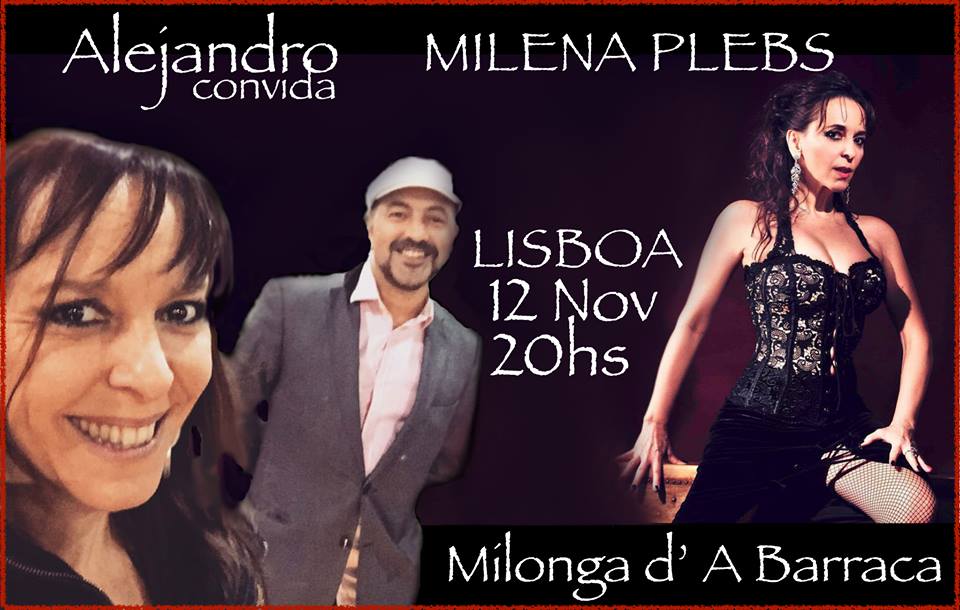 Alejandro
convida
MILENA PLEBS
LISBOA
12 Nov
20hs
Milonga d' A Barraca